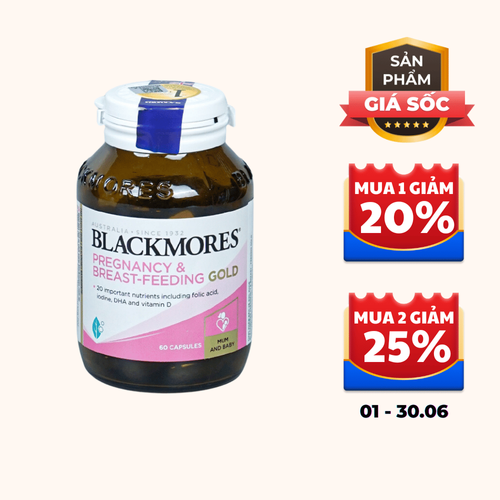 SẢN
PHẨM
GIÁ SỐC
MUA 1 GIẢM
20%
MUA 2 GIẢM
25%
01 - 30.06
AUSTRALIA • SINCE 1932
BLACKMORES®
PREGNANCY &
BREAST-FEEDING GOLD
• 20 important nutrients including folic acid,
iodine, DHA and vitamin D
60 CAPSULES
MUM
AND BABY